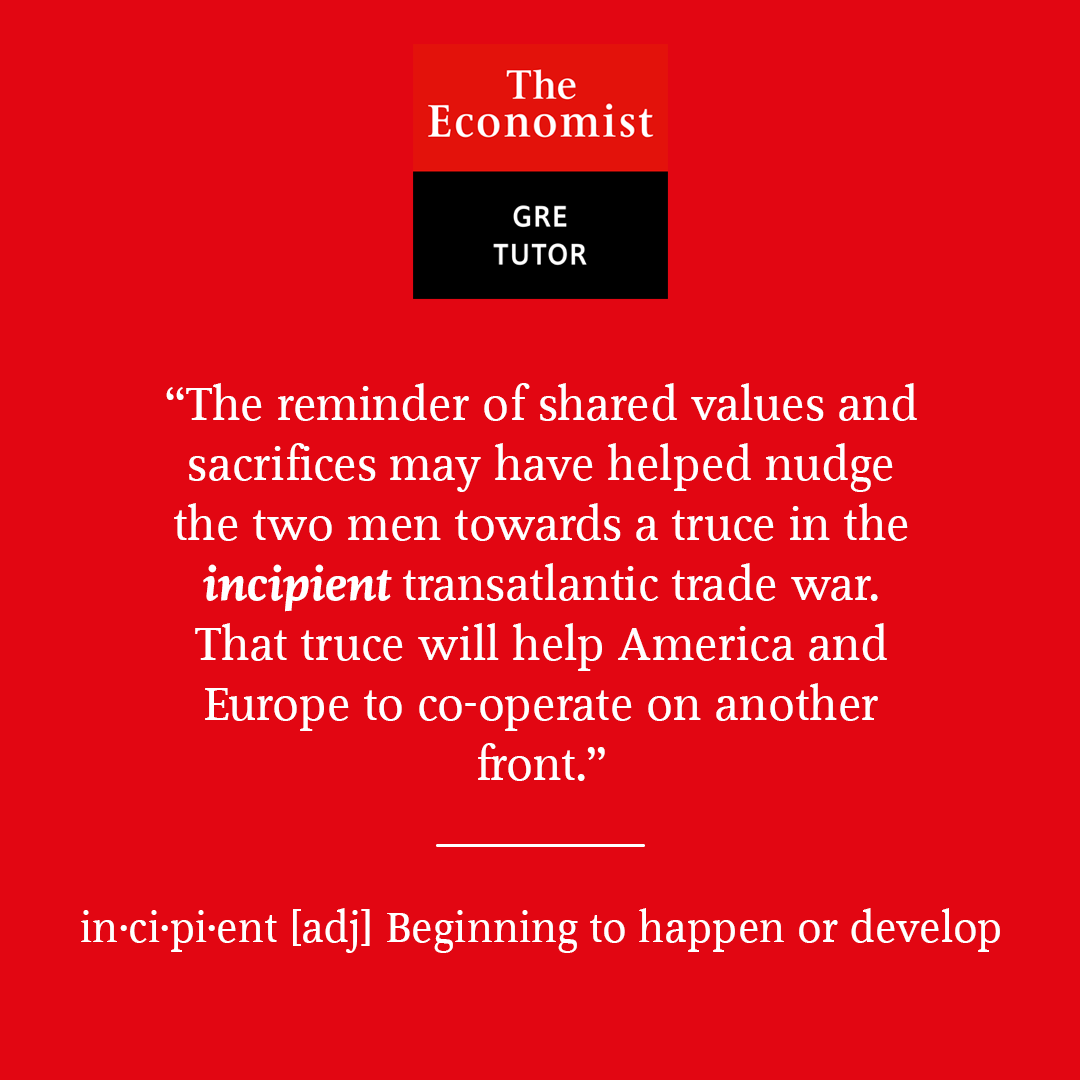 The
Economist
GRE
TUTOR
“The reminder of shared values and
sacrifices may have helped nudge
the two men towards a truce in the
incipient transatlantic trade war.
That truce will help America and
Europe to co-operate on another
front.”
in·ci·pi·ent [adj] Beginning to happen or develop